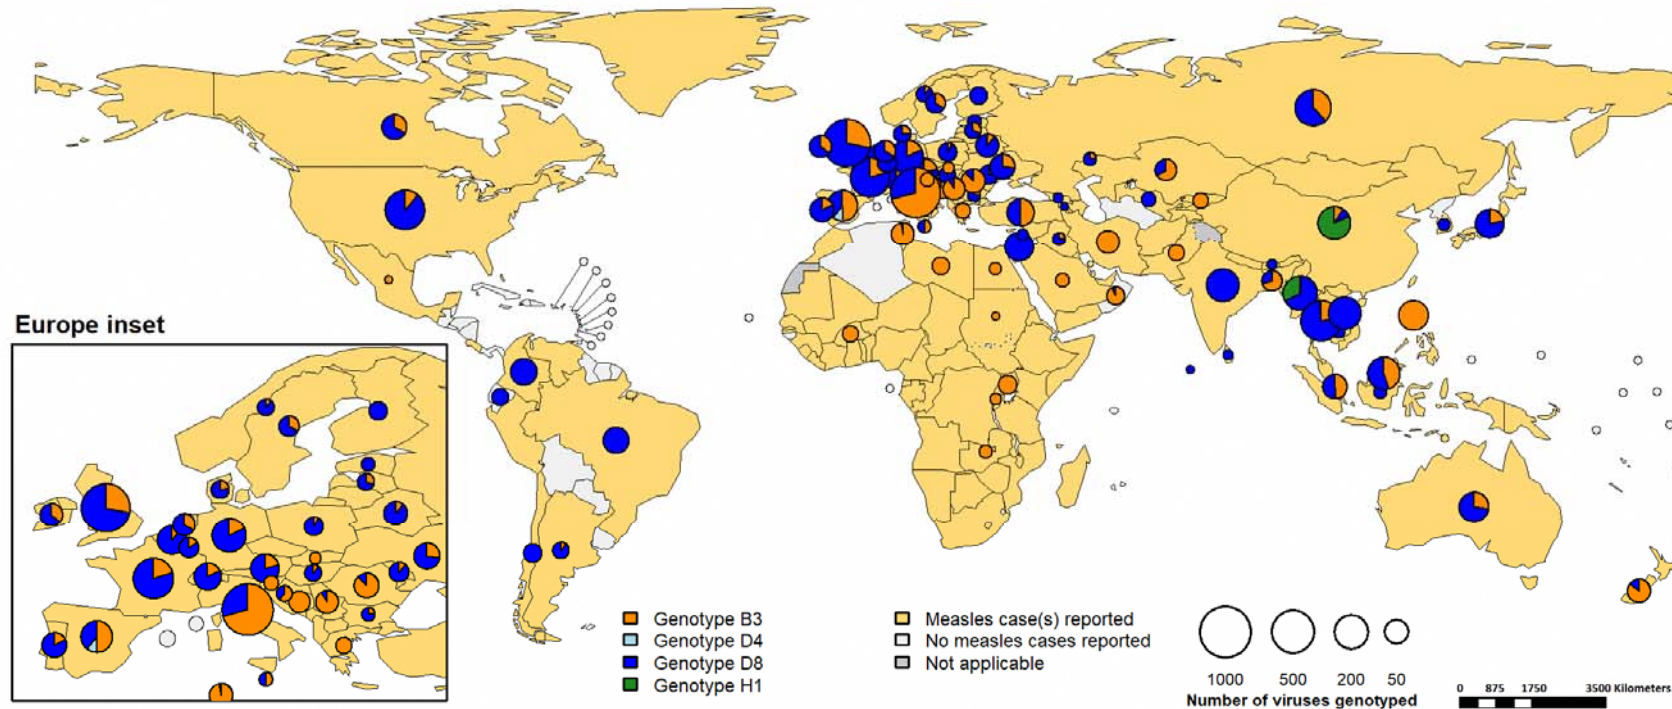 Europe inset
Genotype B3
Genotype D4
Genotype D8
Genotype H1
Measles case(s) reported
No measles cases reported
Not applicable
1000 500 200 50
Number of viruses genotyped
0 875 1750 3500 Kilometers